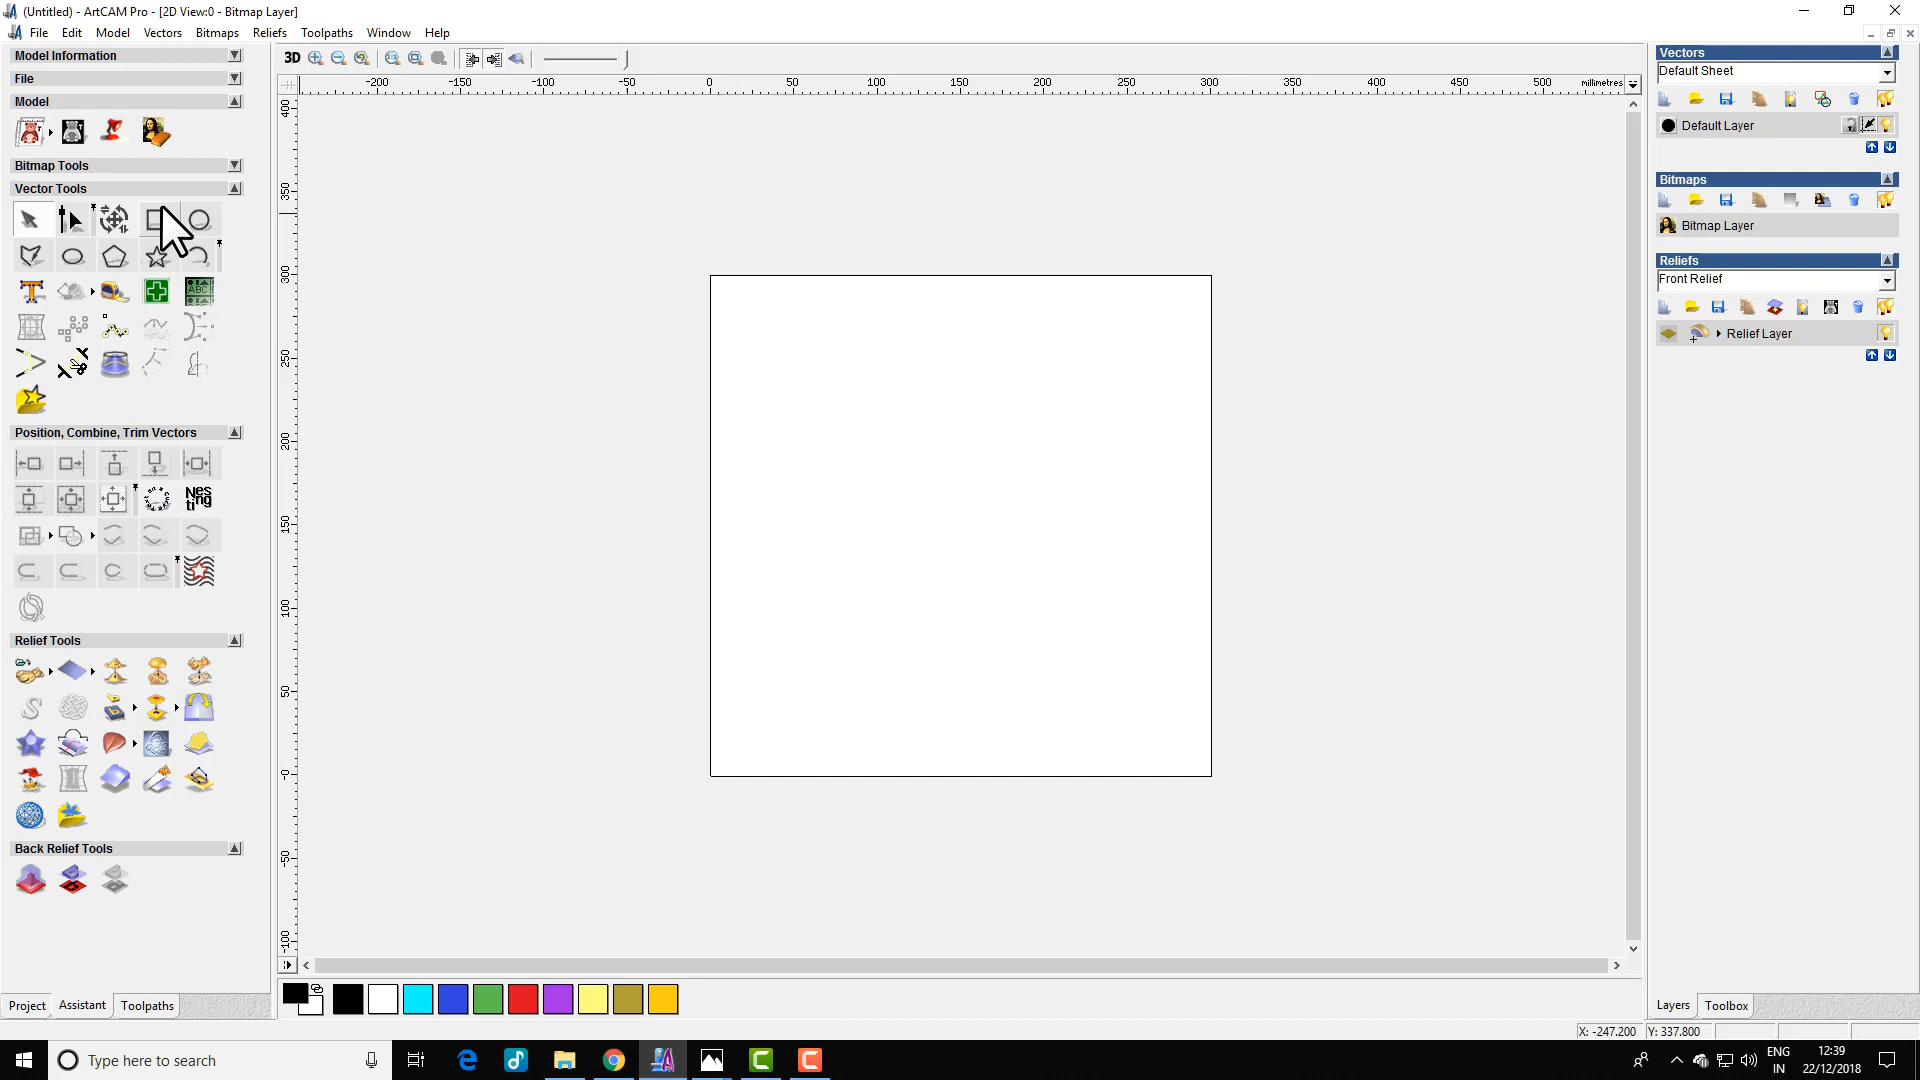 (Untitled) - ArtCAM Pro - [2D View:0 - Bitmap Layer]
File Edit Model Vectors Bitmaps Reliefs Toolpaths Window Help
Model Information
File
Model
Bitmap Tools
Vector Tools
ABC
Position, Combine, Trim Vectors
Nes
ting
Relief Tools
Back Relief Tools
Project Assistant Toolpaths
3D
-200 -150 -100 -50 0 50 100 150 200 250 300 350 400 450 500 millimetres
400
350
300
250
200
150
100
50
-0
-50
-100
Vectors
Default Sheet
Default Layer
Bitmaps
Bitmap Layer
Reliefs
Front Relief
Relief Layer
Layers Toolbox
X: -247.200 Y: 337.800
Type here to search
ENG
IN
12:39
22/12/2018